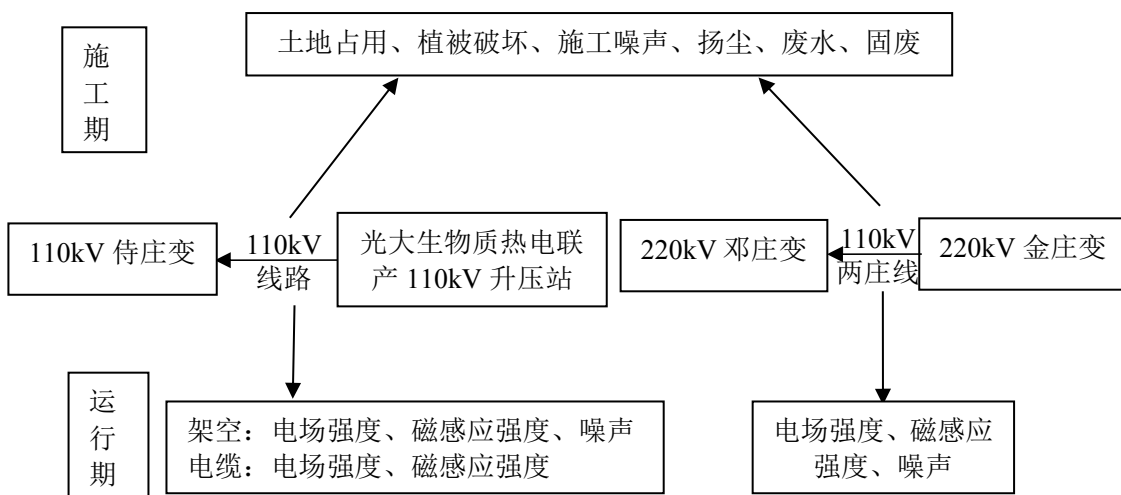 施
工
期
土地占用、植被破坏、施工噪声、扬尘、废水、固废
110kV 侍庄变
110kV
线路
光大生物质热电联
产 110kV 升压站
220kV 邓庄变
110kV
两庄线
220kV 金庄变
运
行
期
架空：电场强度、磁感应强度、噪声
电缆：电场强度、磁感应强度
电场强度、磁感应
强度、噪声